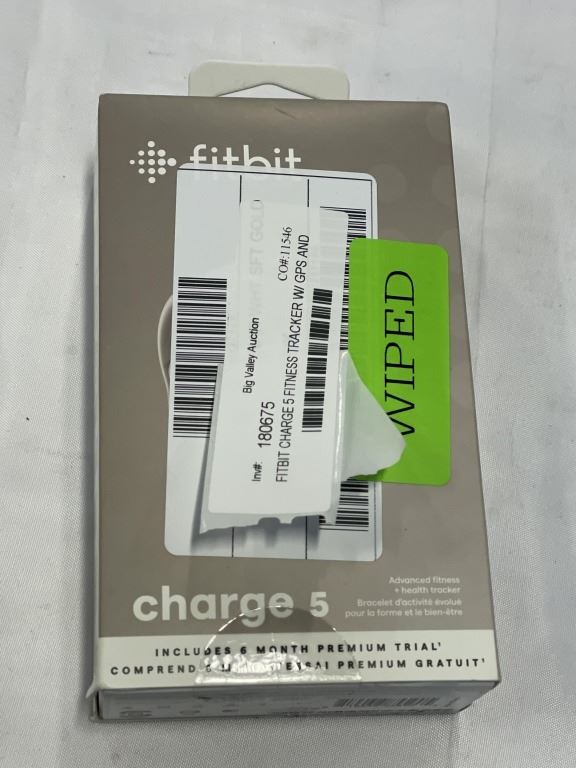 fitbit
WHT SFT GOLD
Big Valley Auction
CO#:11546
Inv#: 180675
FITBIT CHARGE 5 FITNESS TRACKER W/ GPS AND
WIPED
charge 5
Advanced fitness
+ health tracker
Bracelet d'activité évolué
pour la forme et le bien-être
INCLUDES 6 MONTH PREMIUM TRIAL¹
COMPREND 6 M ESSAI PREMIUM GRATUIT¹